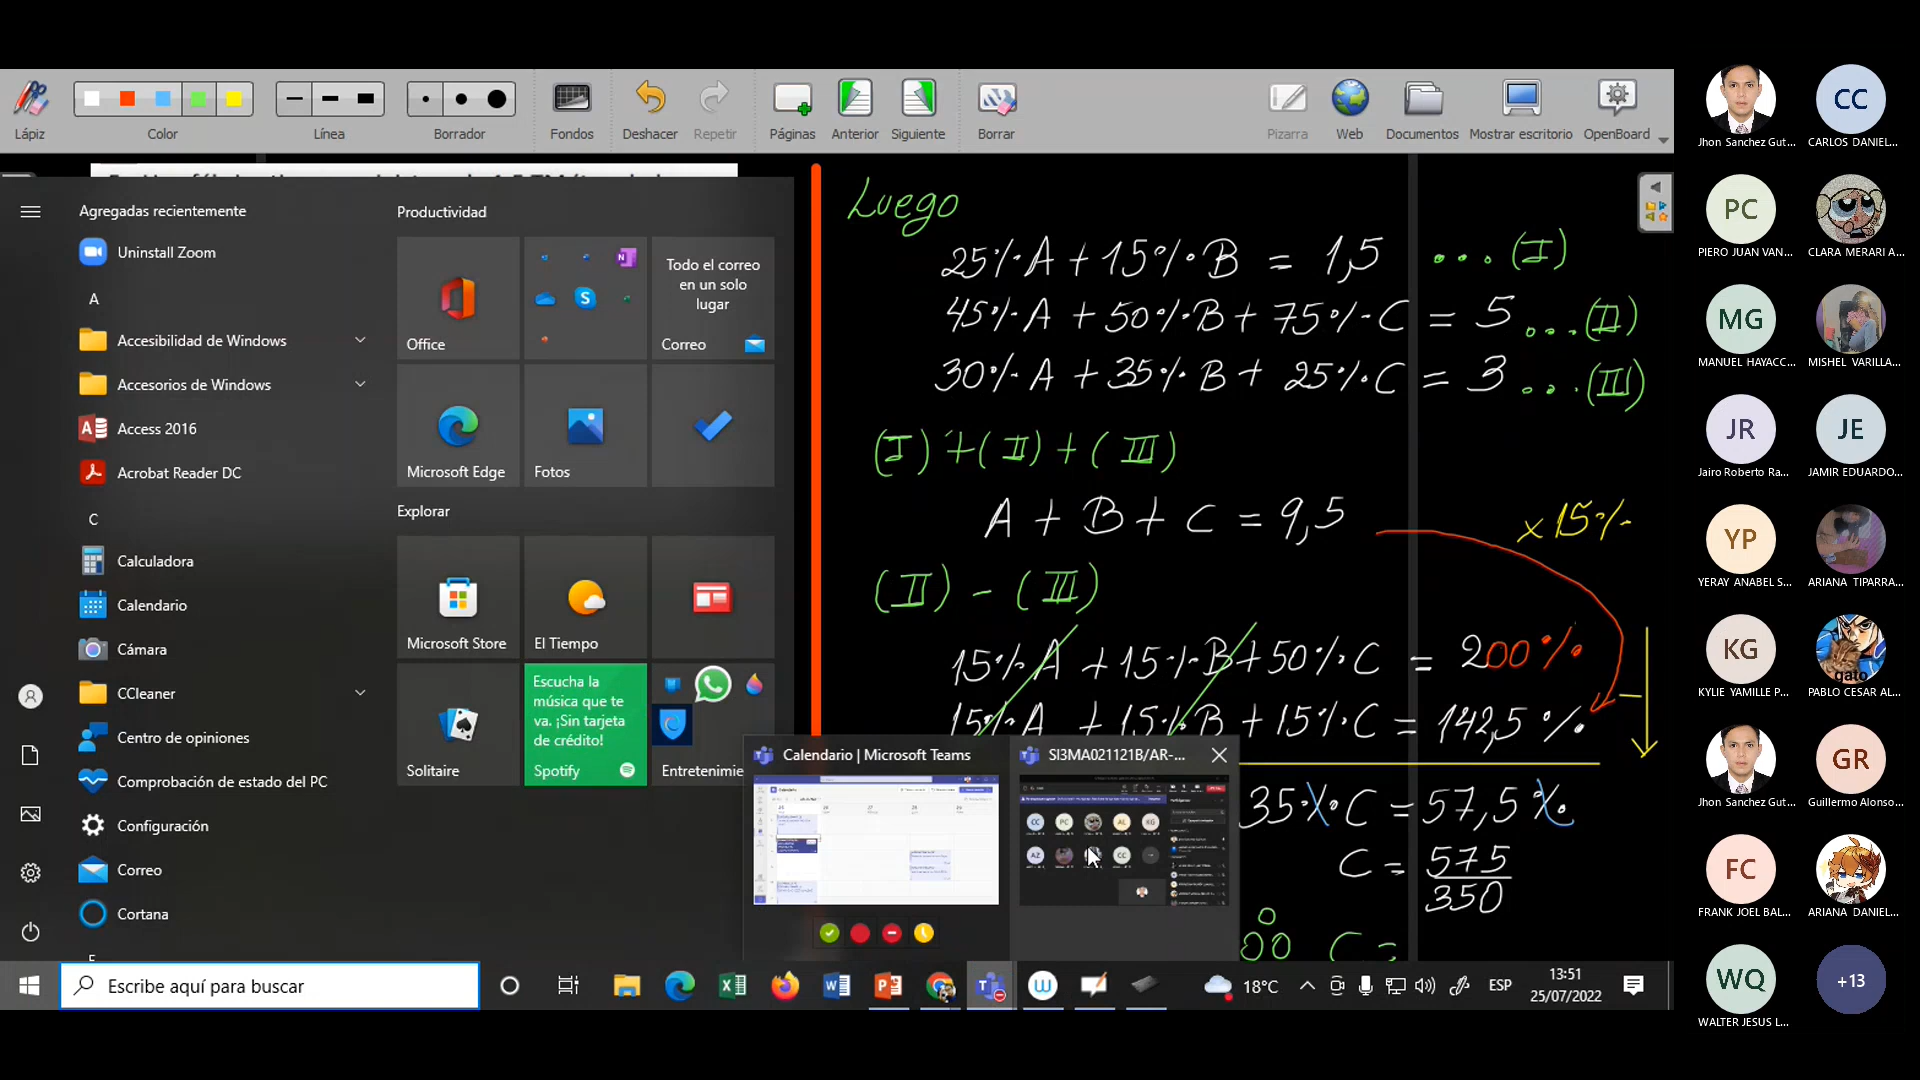 Lápiz
Color
Línea
Borrador
Fondos
Deshacer
Repetir
Páginas
Anterior
Siguiente
Borrar
Pizarra
Web
Documentos
Mostrar escritorio
OpenBoard
Agregadas recientemente
Uninstall Zoom
A
Accesibilidad de Windows
Accesorios de Windows
Access 2016
Acrobat Reader DC
C
Calculadora
Calendario
Cámara
CCleaner
Centro de opiniones
Comprobación de estado del PC
Configuración
Correo
Cortana
Productividad
Office
Todo el correo
en un solo
lugar
Correo
Microsoft Edge
Fotos
Explorar
Microsoft Store
El Tiempo
Solitaire
Escucha la
música que te
va. ¡Sin tarjeta
de crédito!
Spotify
Entretenimie
Luego
25%A + 15%B = 1,5 ...(I)
45%A + 50%B + 75%C = 5 ...(II)
30%A + 35%B + 25%C = 3 ...(III)
(I) + (II) + (III)
A + B + C = 9,5
x15%
(II) - (III)
15%A + 15%B + 50%C = 200%
15%A + 15%B + 15%C = 142,5%
35%C = 57,5%
C = 575
350
C =
Calendario | Microsoft Teams
SI3MA021121B/AR-...
Escribe aquí para buscar
18°C
ESP
13:51
25/07/2022
Jhon Sanchez Gut...
CC
CARLOS DANIEL...
PC
PIERO JUAN VAN...
CLARA MERARI A...
MG
MANUEL HAYACC...
MISHEL VARILLA...
JR
Jairo Roberto Ra...
JE
JAMIR EDUARDO...
YP
YERAY ANABEL S...
ARIANA TIPARRA...
KG
KYLIE YAMILLE P...
gato
PABLO CESAR AL...
Jhon Sanchez Gut...
GR
Guillermo Alonso...
FC
FRANK JOEL BAL...
ARIANA DANIEL...
WQ
WALTER JESUS L...
+13